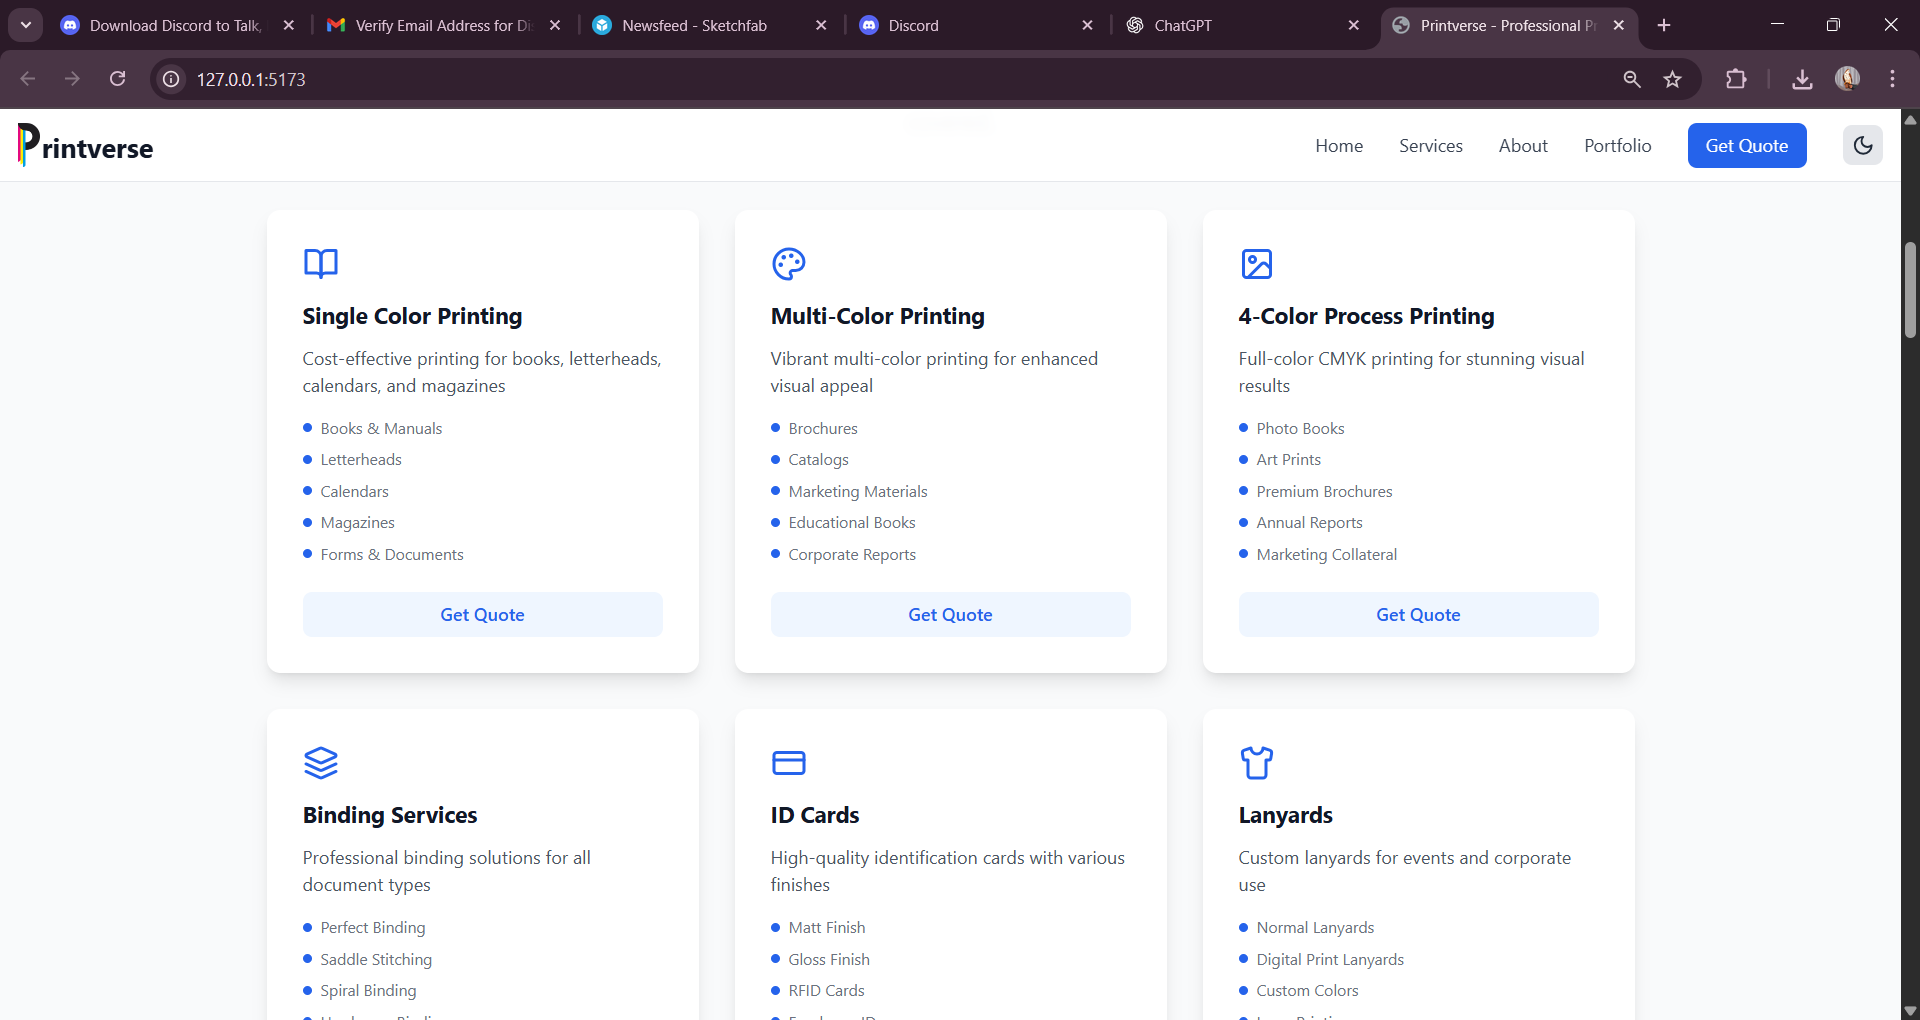 Download Discord to Talk,
Verify Email Address for Di
Newsfeed - Sketchfab
Discord
ChatGPT
Printverse - Professional Pr
127.0.0.1:5173
Printverse
Home
Services
About
Portfolio
Get Quote
Single Color Printing
Cost-effective printing for books, letterheads,
calendars, and magazines
Books & Manuals
Letterheads
Calendars
Magazines
Forms & Documents
Get Quote
Multi-Color Printing
Vibrant multi-color printing for enhanced
visual appeal
Brochures
Catalogs
Marketing Materials
Educational Books
Corporate Reports
Get Quote
4-Color Process Printing
Full-color CMYK printing for stunning visual
results
Photo Books
Art Prints
Premium Brochures
Annual Reports
Marketing Collateral
Get Quote
Binding Services
Professional binding solutions for all
document types
Perfect Binding
Saddle Stitching
Spiral Binding
ID Cards
High-quality identification cards with various
finishes
Matt Finish
Gloss Finish
RFID Cards
Lanyards
Custom lanyards for events and corporate
use
Normal Lanyards
Digital Print Lanyards
Custom Colors